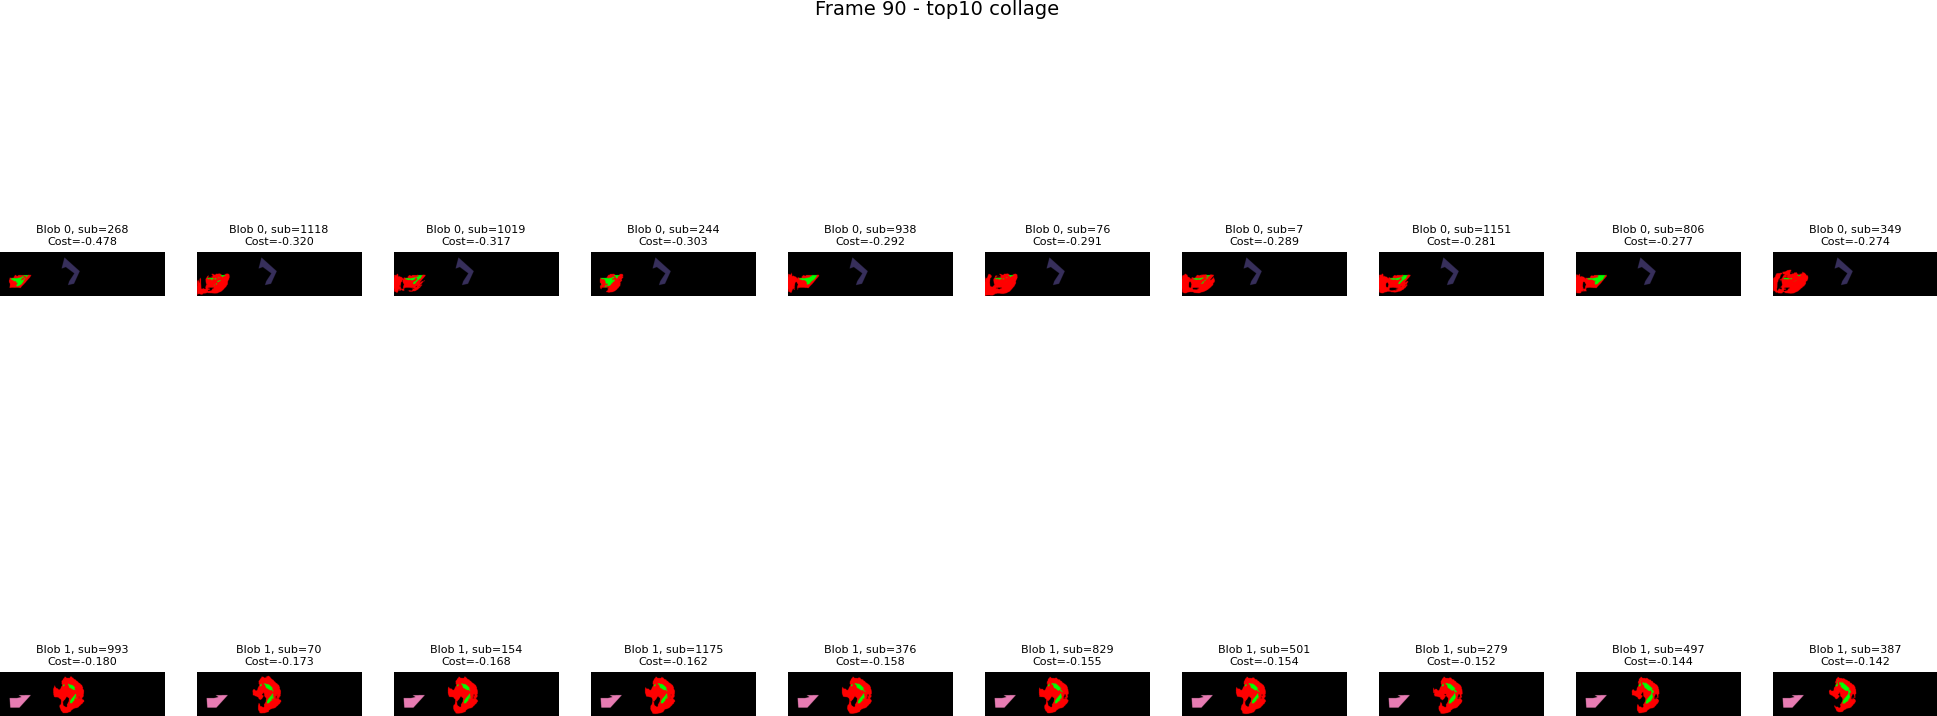 Frame 90 - top10 collage
Blob 0, sub=268
Cost=-0.478
Blob 0, sub=1118
Cost=-0.320
Blob 0, sub=1019
Cost=-0.317
Blob 0, sub=244
Cost=-0.303
Blob 0, sub=938
Cost=-0.292
Blob 0, sub=76
Cost=-0.291
Blob 0, sub=7
Cost=-0.289
Blob 0, sub=1151
Cost=-0.281
Blob 0, sub=806
Cost=-0.277
Blob 0, sub=349
Cost=-0.274
Blob 1, sub=993
Cost=-0.180
Blob 1, sub=70
Cost=-0.173
Blob 1, sub=154
Cost=-0.168
Blob 1, sub=1175
Cost=-0.162
Blob 1, sub=376
Cost=-0.158
Blob 1, sub=829
Cost=-0.155
Blob 1, sub=501
Cost=-0.154
Blob 1, sub=279
Cost=-0.152
Blob 1, sub=497
Cost=-0.144
Blob 1, sub=387
Cost=-0.142